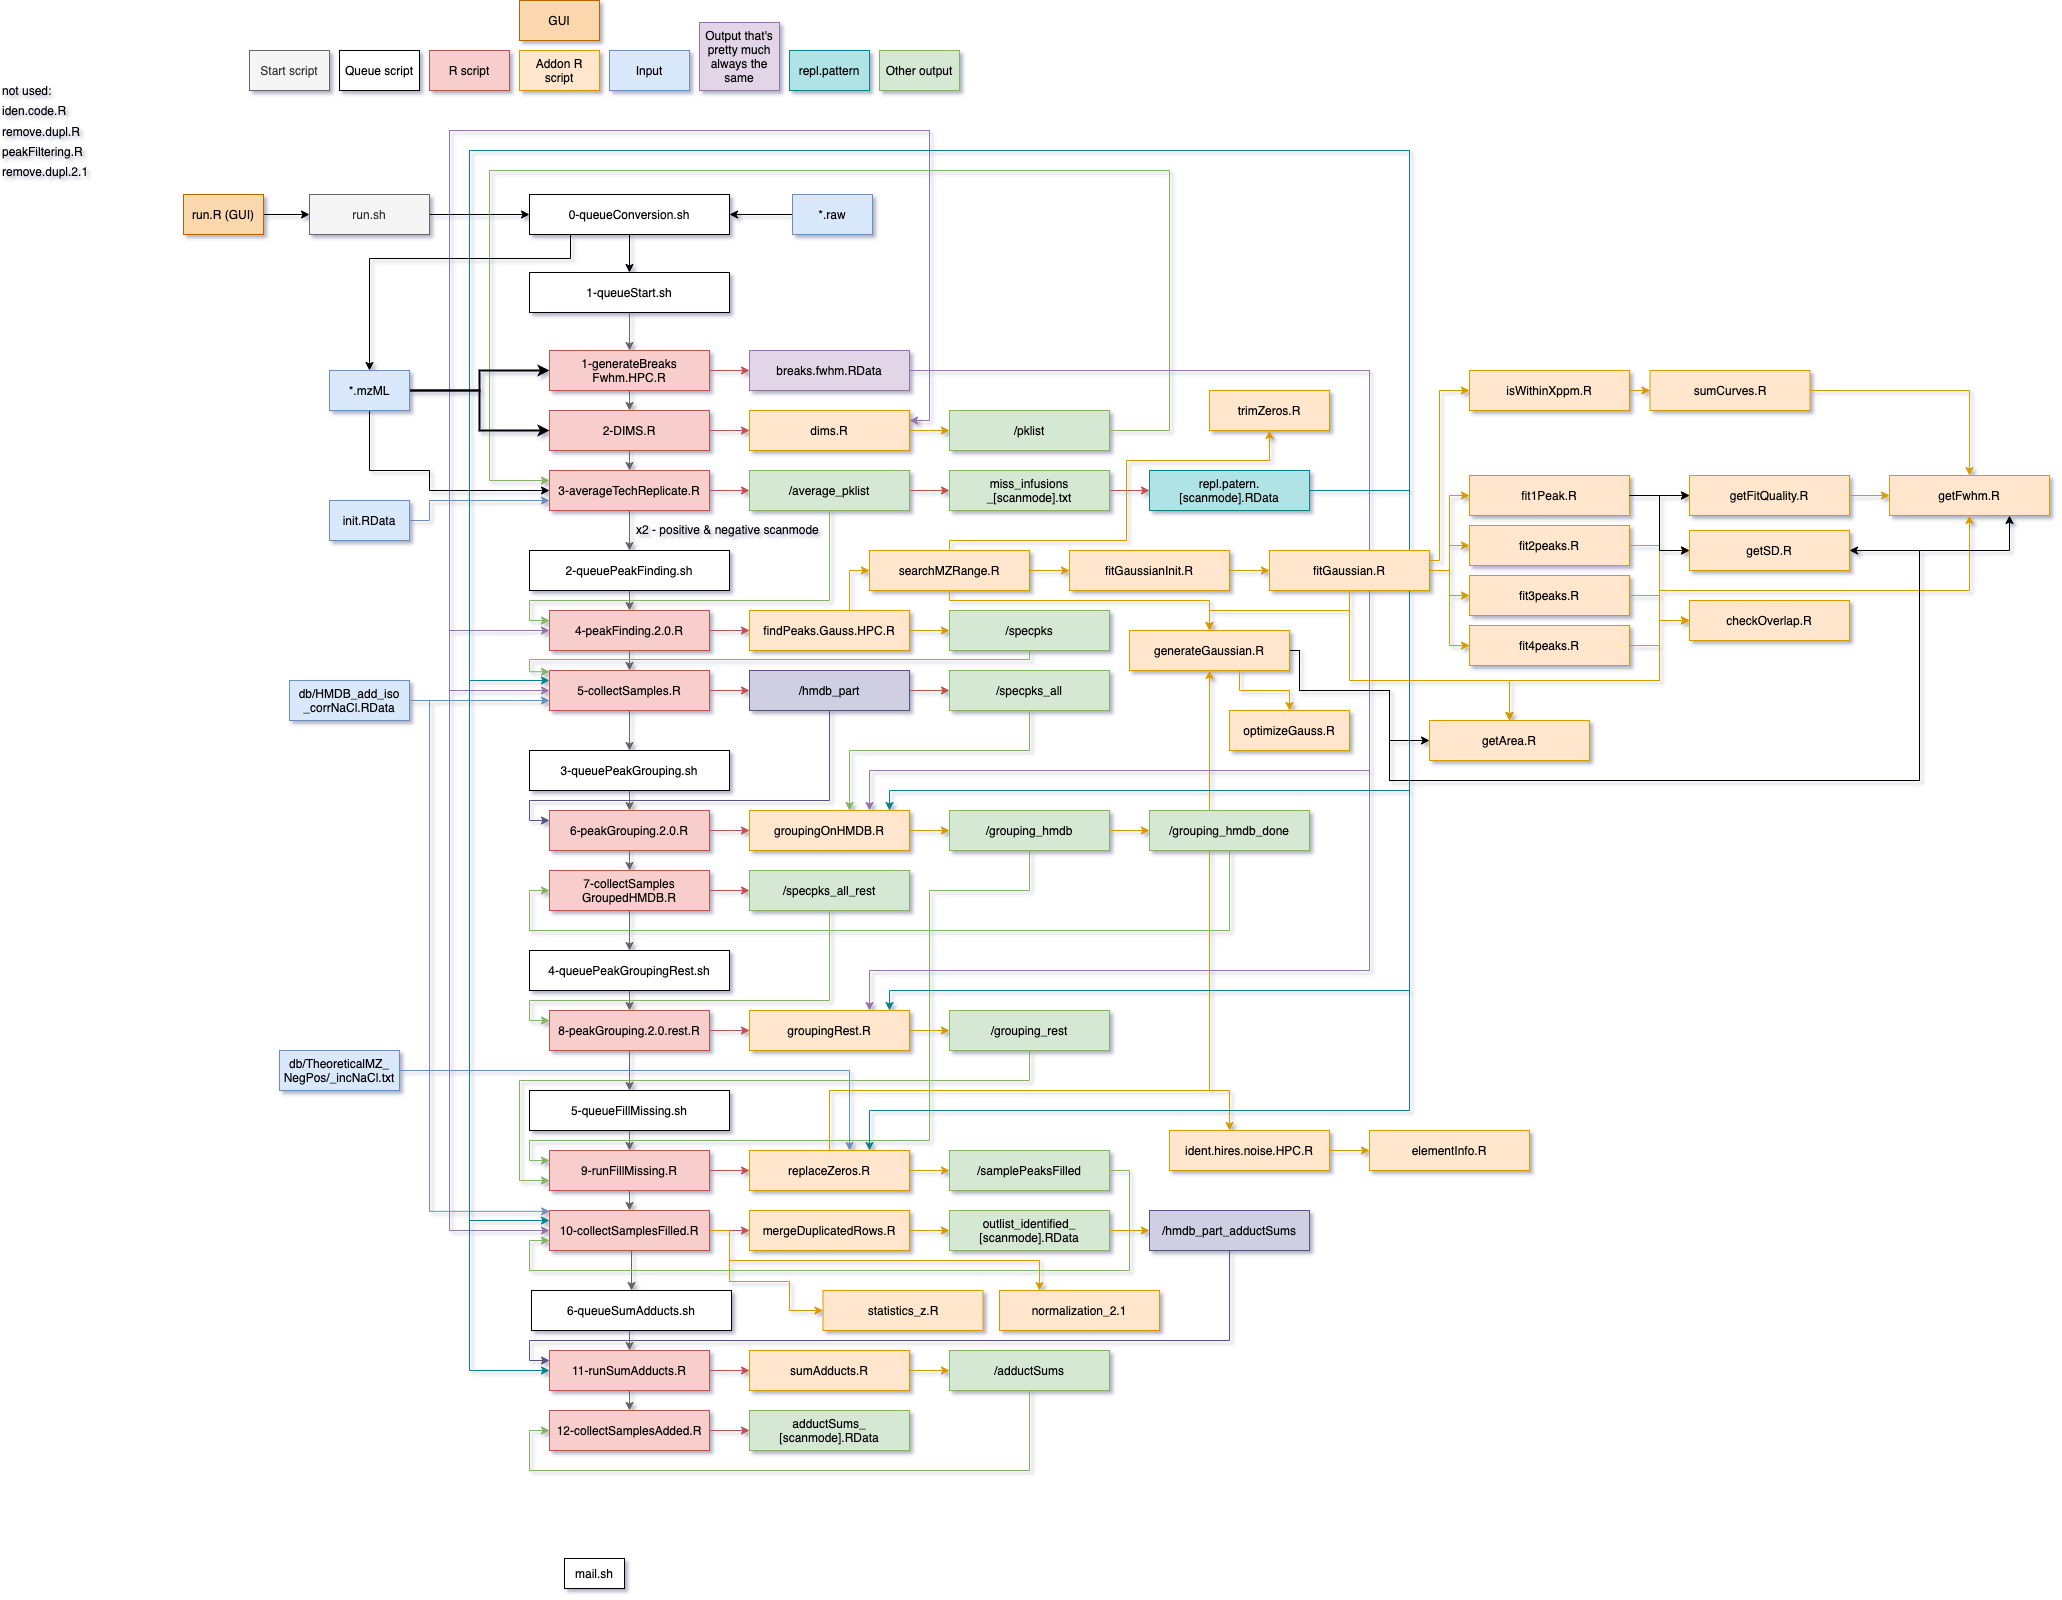 GUI
Start script
Queue script
R script
Addon R
script
Input
Output that's
pretty much
always the
same
repl.pattern
Other output
not used:
iden.code.R
remove.dupl.R
peakFiltering.R
remove.dupl.2.1
run.R (GUI)
run.sh
0-queueConversion.sh
*.raw
1-queueStart.sh
*.mzML
1-generateBreaks
Fwhm.HPC.R
breaks.fwhm.RData
2-DIMS.R
dims.R
/pklist
trimZeros.R
isWithinXppm.R
sumCurves.R
3-averageTechReplicate.R
/average_pklist
miss_infusions
_[scanmode].txt
repl.patern.
[scanmode].RData
init.RData
x2 - positive & negative scanmode
fit1Peak.R
getFitQuality.R
getFwhm.R
fit2peaks.R
getSD.R
2-queuePeakFinding.sh
searchMZRange.R
fitGaussianInit.R
fitGaussian.R
fit3peaks.R
checkOverlap.R
4-peakFinding.2.0.R
findPeaks.Gauss.HPC.R
/specpks
generateGaussian.R
fit4peaks.R
db/HMDB_add_iso
_corrNaCl.RData
5-collectSamples.R
/hmdb_part
/specpks_all
optimizeGauss.R
getArea.R
3-queuePeakGrouping.sh
6-peakGrouping.2.0.R
groupingOnHMDB.R
/grouping_hmdb
/grouping_hmdb_done
7-collectSamples
GroupedHMDB.R
/specpks_all_rest
4-queuePeakGroupingRest.sh
8-peakGrouping.2.0.rest.R
groupingRest.R
/grouping_rest
db/TheoreticalMZ_
NegPos/_incNaCl.txt
5-queueFillMissing.sh
9-runFillMissing.R
replaceZeros.R
/samplePeaksFilled
ident.hires.noise.HPC.R
elementInfo.R
10-collectSamplesFilled.R
mergeDuplicatedRows.R
outlist_identified_
[scanmode].RData
/hmdb_part_adductSums
6-queueSumAdducts.sh
statistics_z.R
normalization_2.1
11-runSumAdducts.R
sumAdducts.R
/adductSums
12-collectSamplesAdded.R
adductSums_
[scanmode].RData
mail.sh